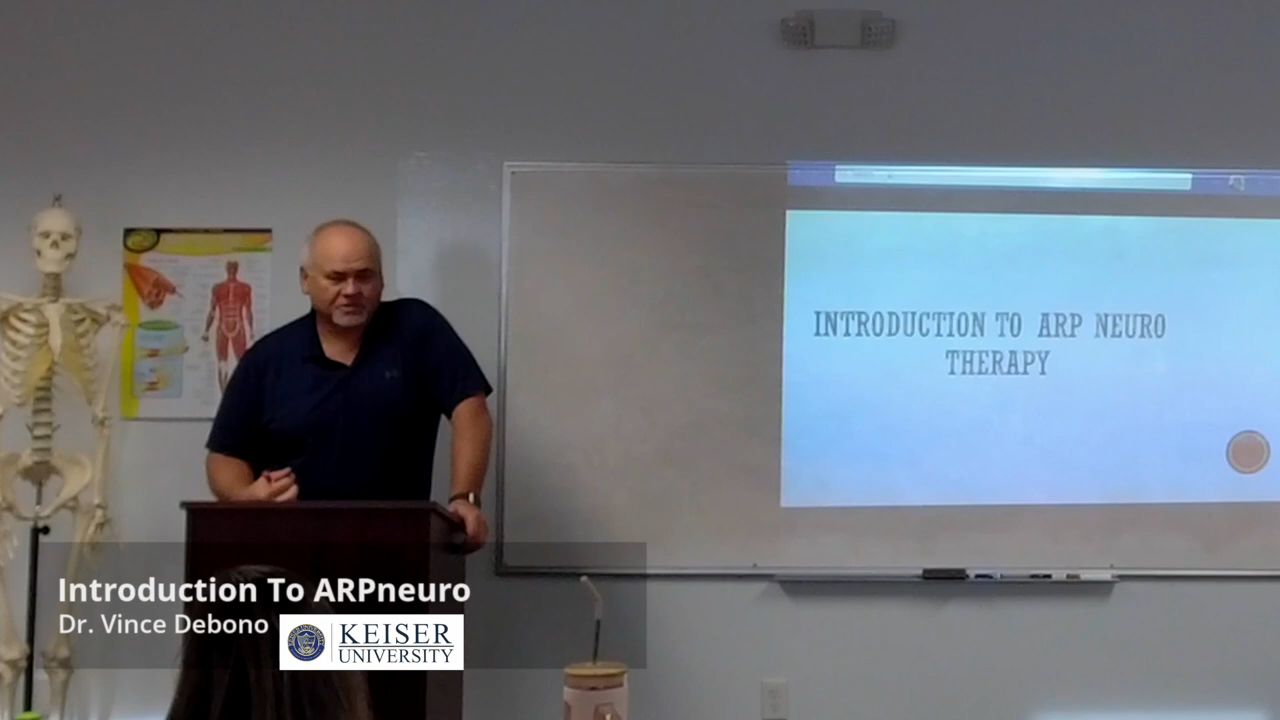 INTRODUCTION TO ARP NEURO
THERAPY
Introduction To ARPneuro
Dr. Vince Debono
KEISER
UNIVERSITY